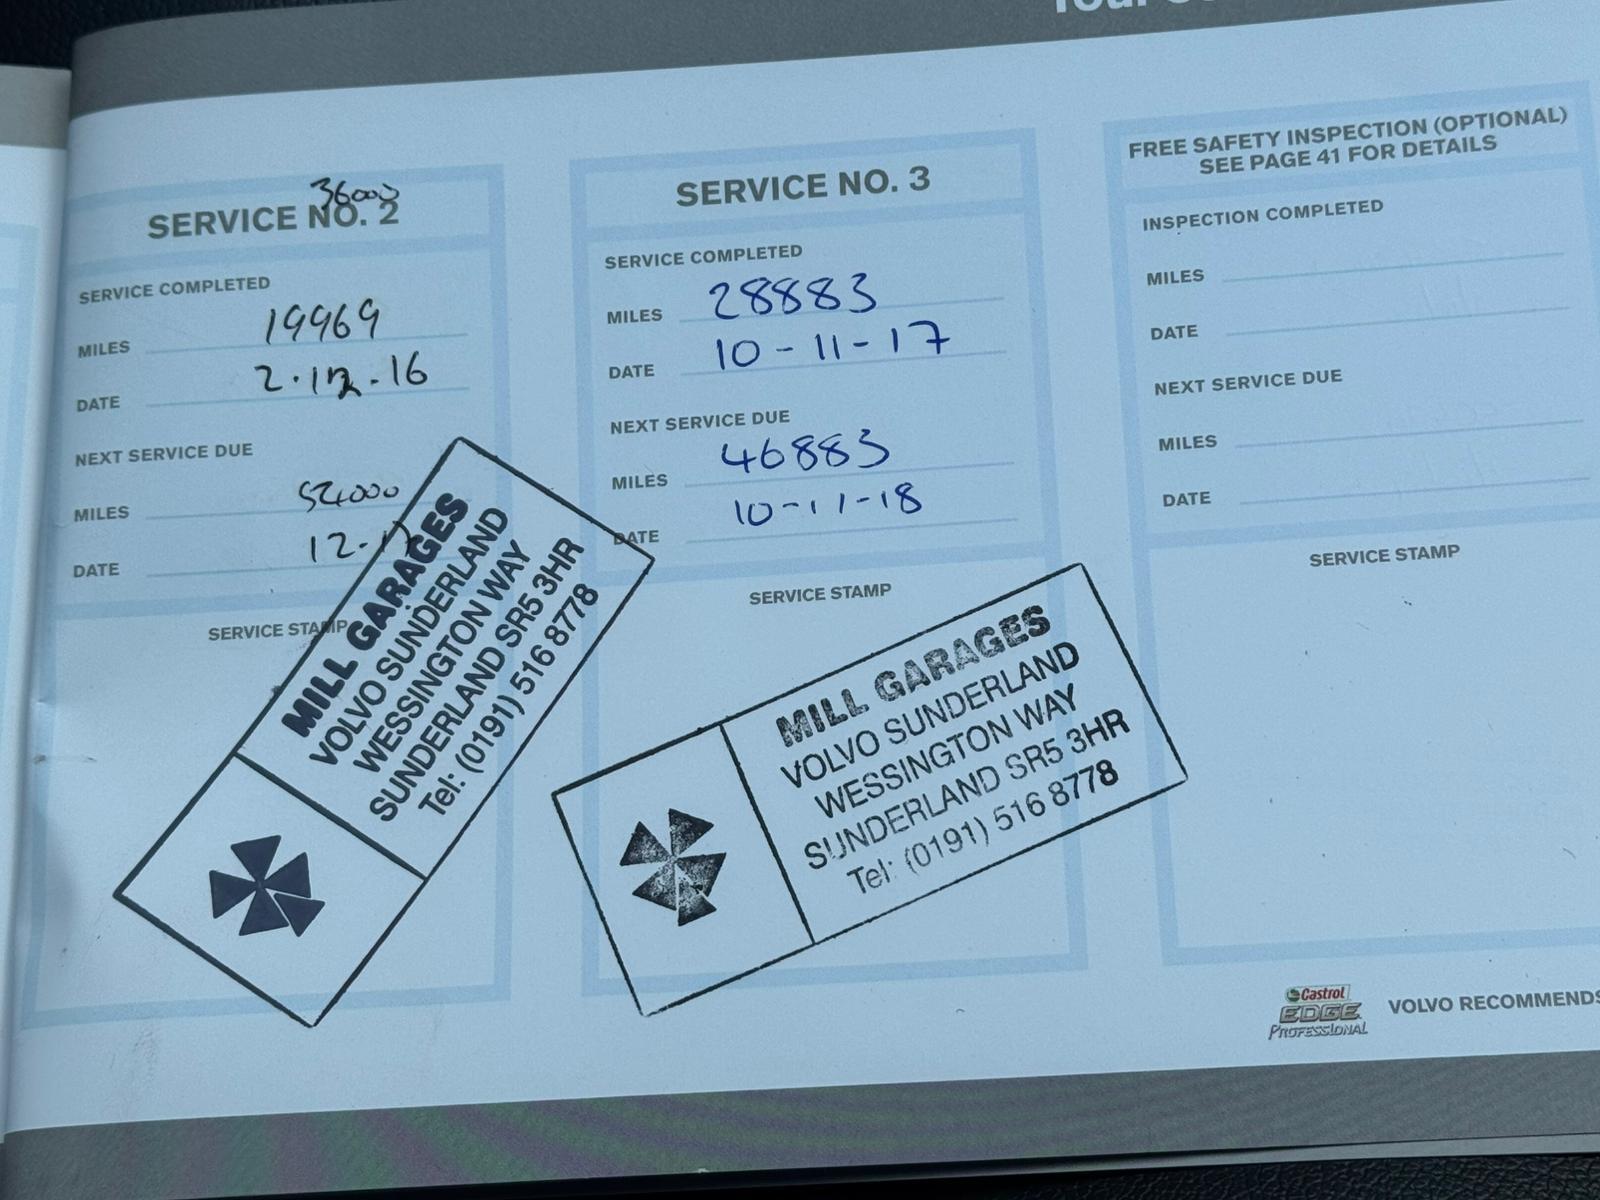 36000
SERVICE NO. 2
SERVICE COMPLETED
MILES 19969
DATE 2.12.16
NEXT SERVICE DUE
MILES 54000
DATE 12.17
SERVICE STAMP
MILL GARAGES
VOLVO SUNDERLAND
WESSINGTON WAY
SUNDERLAND SR5 3HR
Tel: (0191) 516 8778
SERVICE NO. 3
SERVICE COMPLETED
MILES 28883
DATE 10-11-17
NEXT SERVICE DUE
MILES 46883
DATE 10-11-18
SERVICE STAMP
MILL GARAGES
VOLVO SUNDERLAND
WESSINGTON WAY
SUNDERLAND SR5 3HR
Tel: (0191) 516 8778
FREE SAFETY INSPECTION (OPTIONAL)
SEE PAGE 41 FOR DETAILS
INSPECTION COMPLETED
MILES
DATE
NEXT SERVICE DUE
MILES
DATE
SERVICE STAMP
Castrol
EDGE
PROFESSIONAL
VOLVO RECOMMENDS